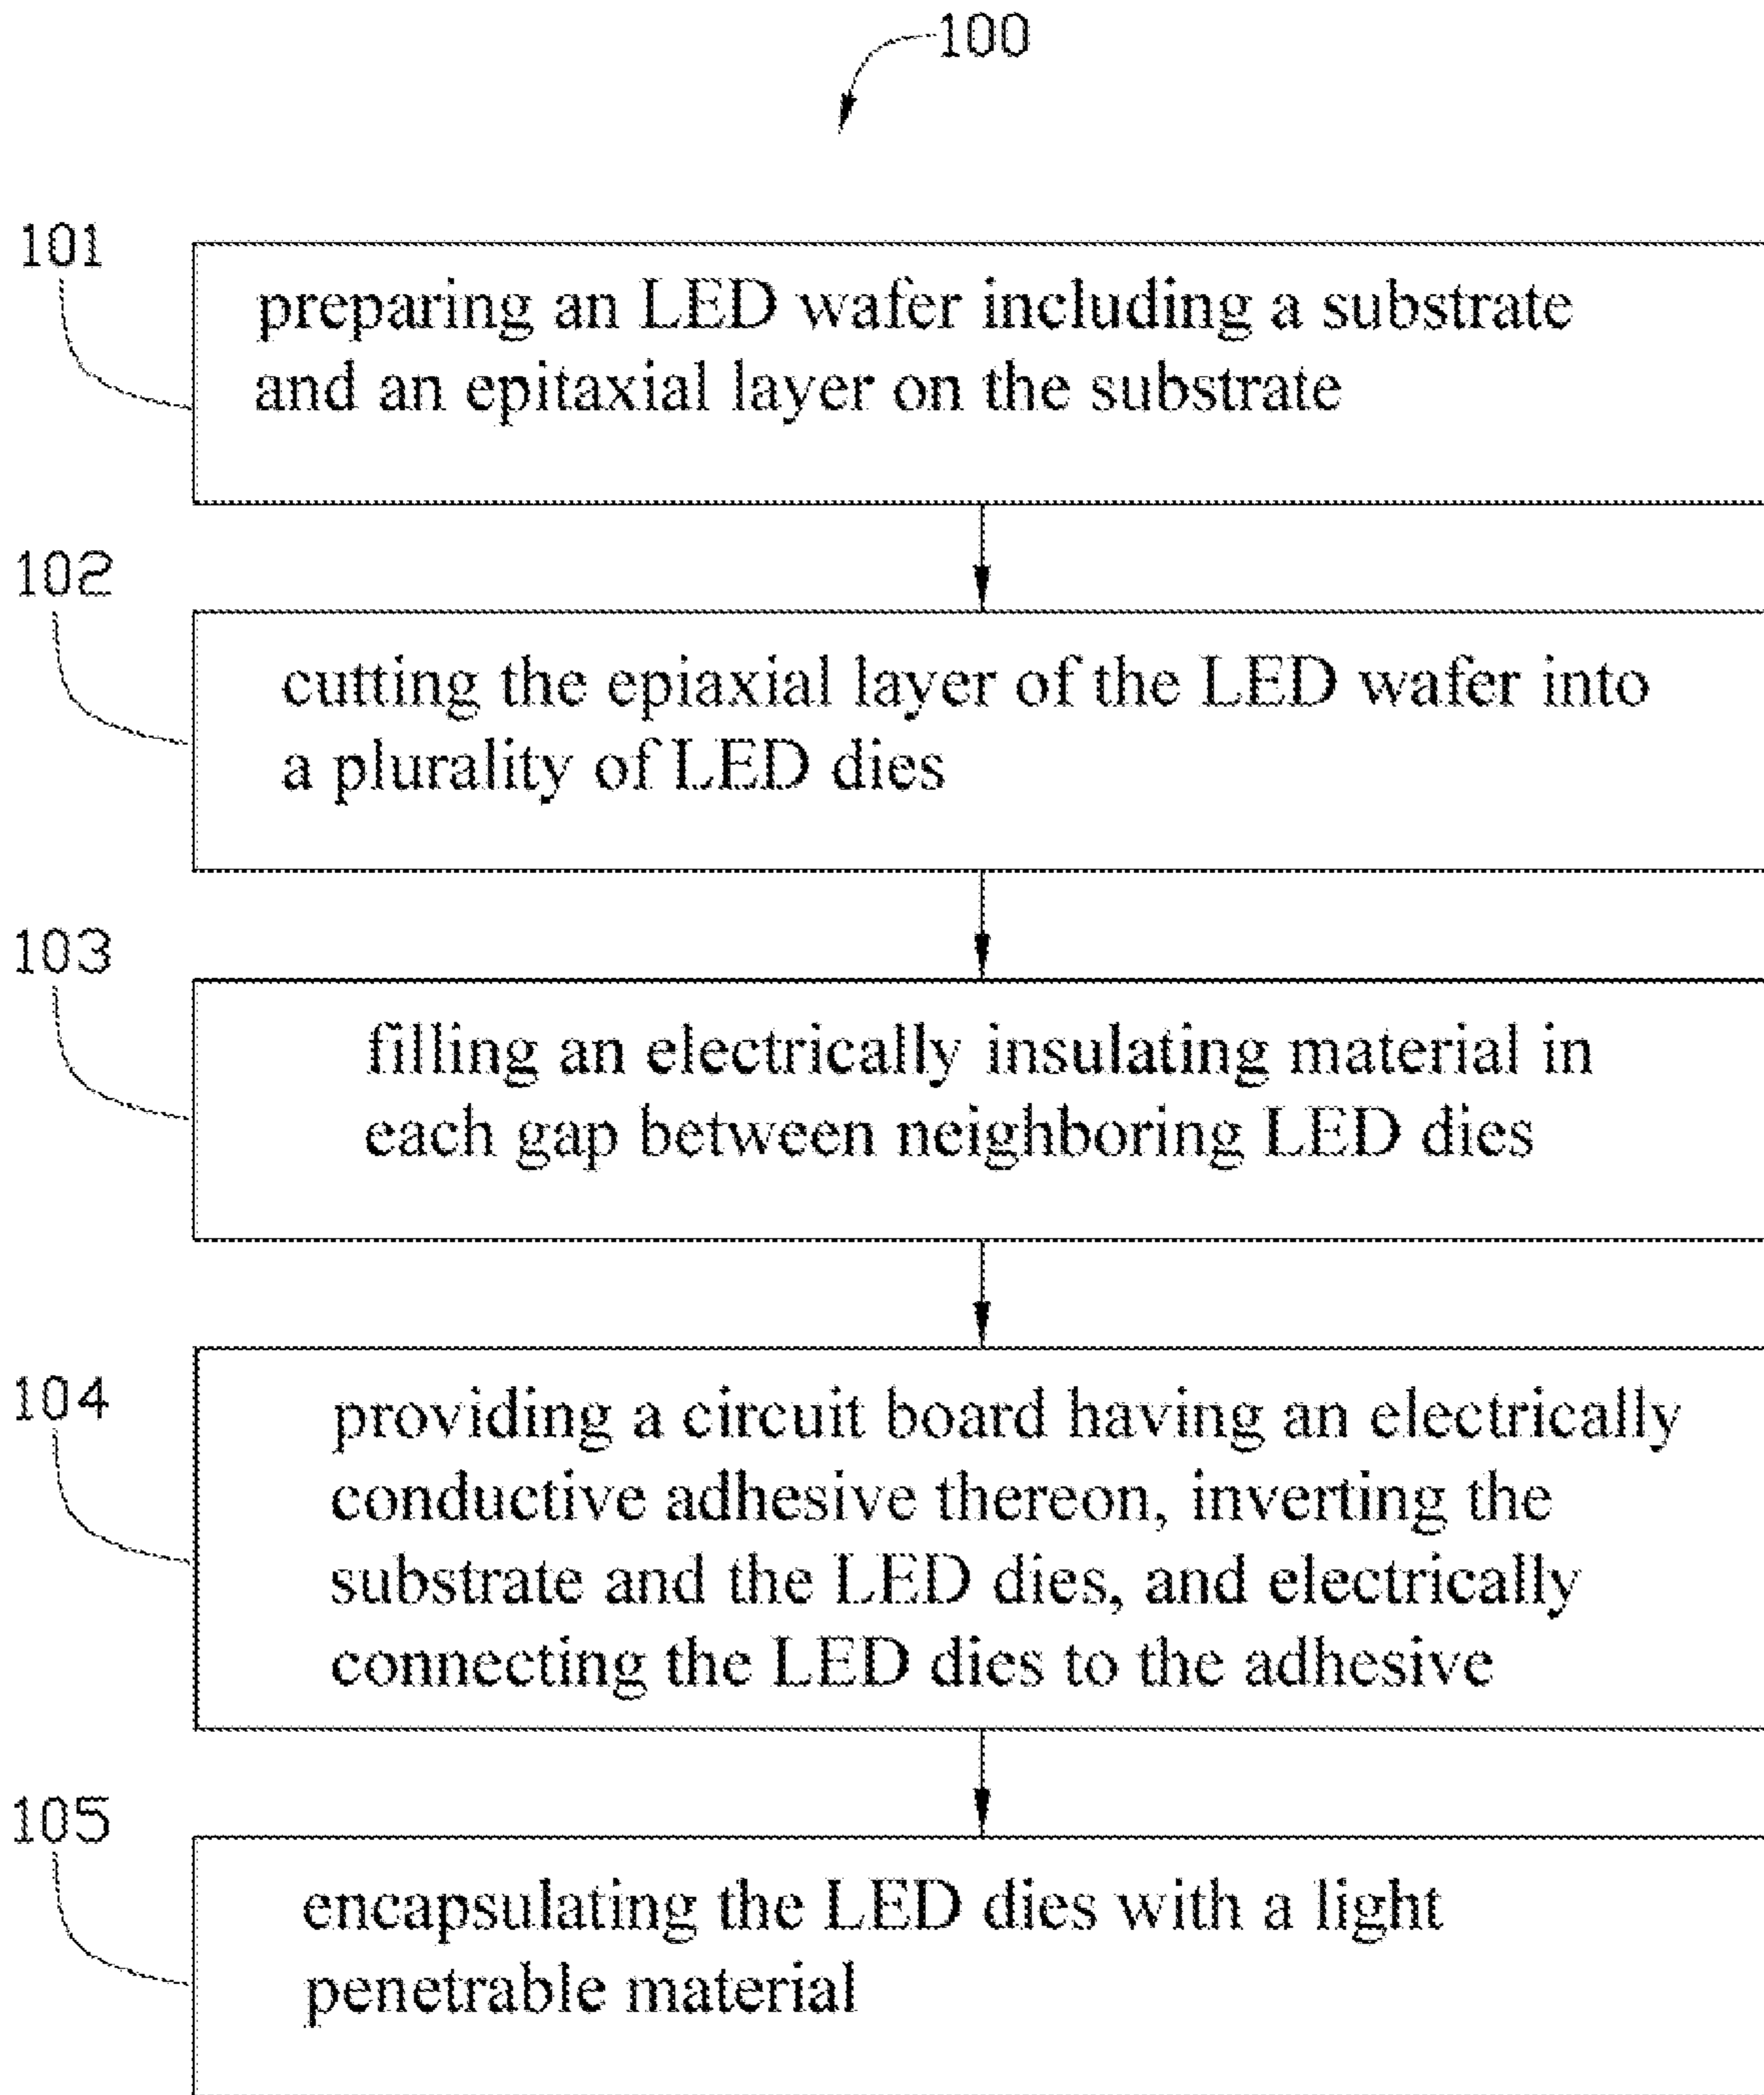 100
101
preparing an LED wafer including a substrate
and an epitaxial layer on the substrate
102
cutting the epiaxial layer of the LED wafer into
a plurality of LED dies
103
filling an electrically insulating material in
each gap between neighboring LED dies
104
providing a circuit board having an electrically
conductive adhesive thereon, inverting the
substrate and the LED dies, and electrically
connecting the LED dies to the adhesive
105
encapsulating the LED dies with a light
penetrable material